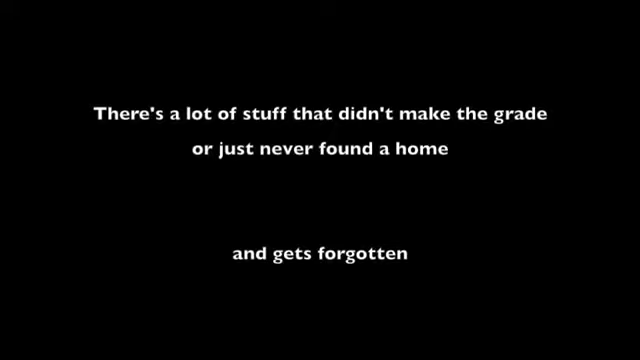 There's a lot of stuff that didn't make the grade
or just never found a home
and gets forgotten